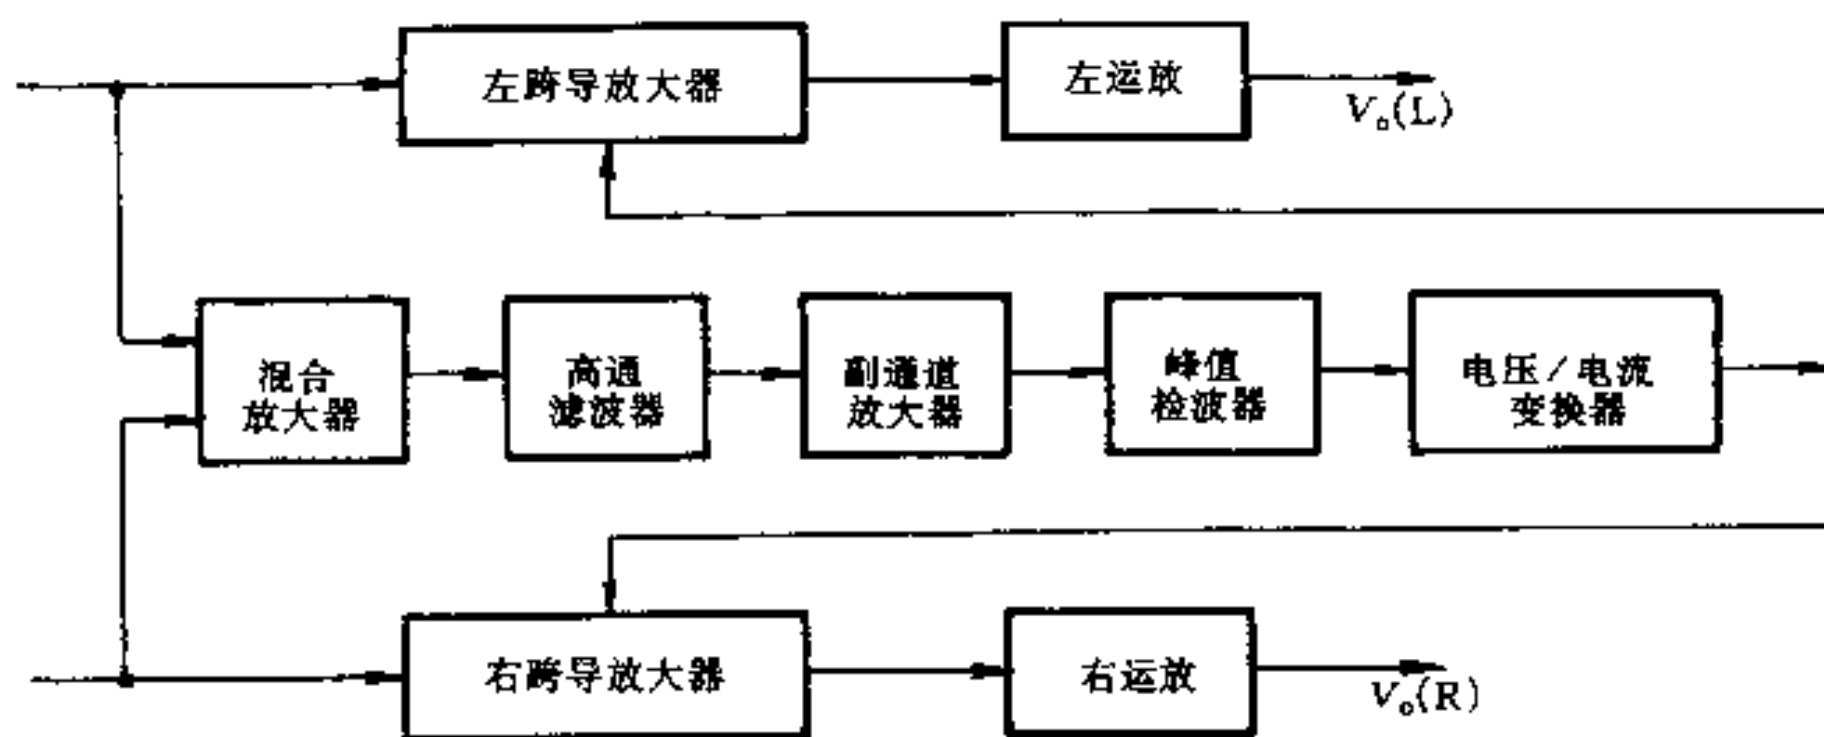 左跨导放大器
左运放
V₀(L)
混合
放大器
高通
滤波器
副通道
放大器
峰值
检波器
电压/电流
变换器
右跨导放大器
右运放
V₀(R)